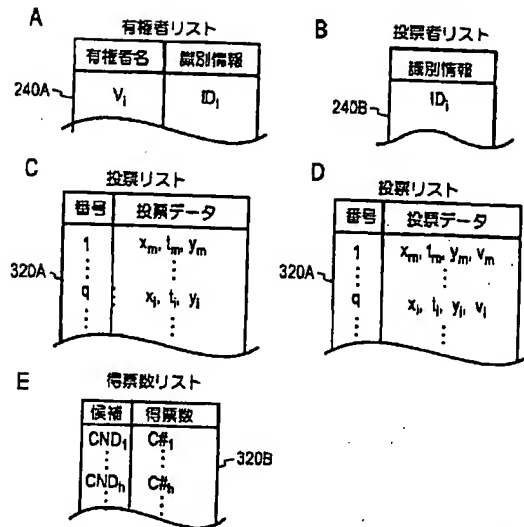 A
有権者リスト
有権者名 識別情報
240A
Vi IDi
B
投票者リスト
識別情報
240B
IDi
C
投票リスト
番号 投票データ
320A
1 xm, tm, ym
q xi, ti, yi
D
投票リスト
番号 投票データ
320A
1 xm, tm, ym, vm
q xi, ti, yi, vi
E
得票数リスト
候補 得票数
CND1 C#1
320B
CNDh C#h